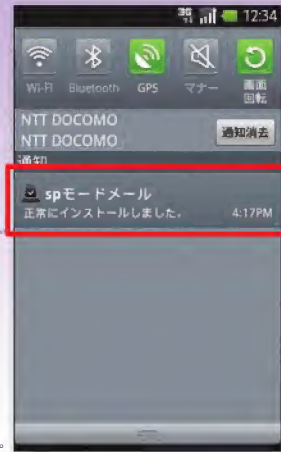 3G 12:34
Wi-Fi Bluetooth GPS マナー 画面
回転
NTT DOCOMO
NTT DOCOMO
通知消去
通知
spモードメール
正常にインストールしました。 4:17PM
。